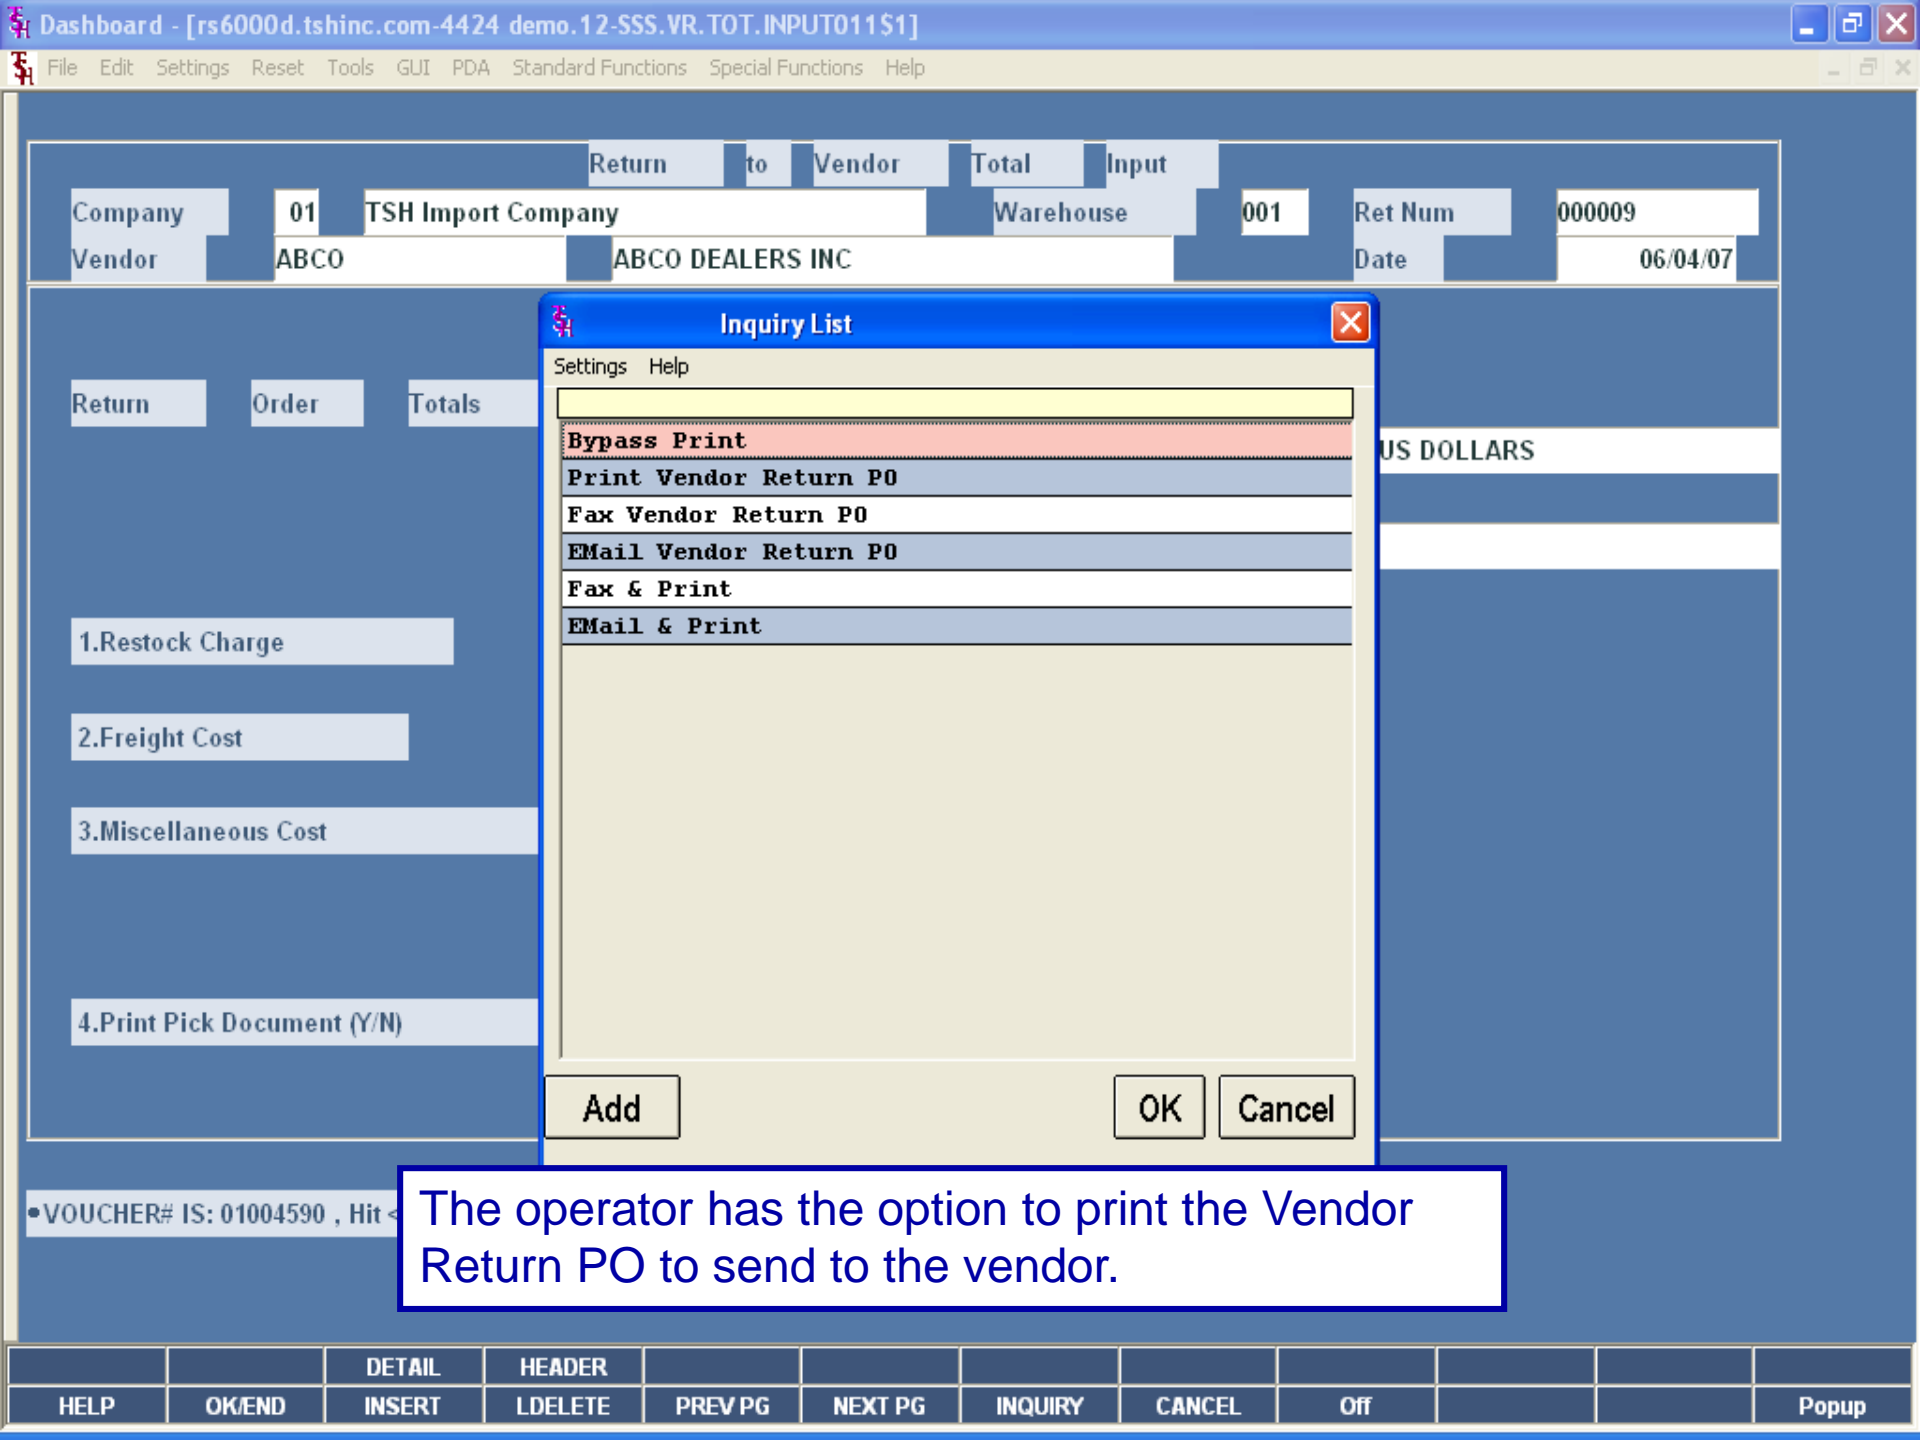 Dashboard - [rs6000d.tshinc.com-4424 demo.12-SSS.VR.TOT.INPUT011$1]
File Edit Settings Reset Tools GUI PDA Standard Functions Special Functions Help
Return to Vendor Total Input
Company 01 TSH Import Company Warehouse 001 Ret Num 000009
Vendor ABCO ABCO DEALERS INC Date 06/04/07
Inquiry List
Settings Help
Return Order Totals
Bypass Print
US DOLLARS
Print Vendor Return PO
Fax Vendor Return PO
EMail Vendor Return PO
Fax & Print
EMail & Print
1.Restock Charge
2.Freight Cost
3.Miscellaneous Cost
4.Print Pick Document (Y/N)
Add OK Cancel
•VOUCHER# IS: 01004590 , Hit <
The operator has the option to print the Vendor
Return PO to send to the vendor.
DETAIL HEADER
HELP OK/END INSERT LDELETE PREV PG NEXT PG INQUIRY CANCEL Off Popup